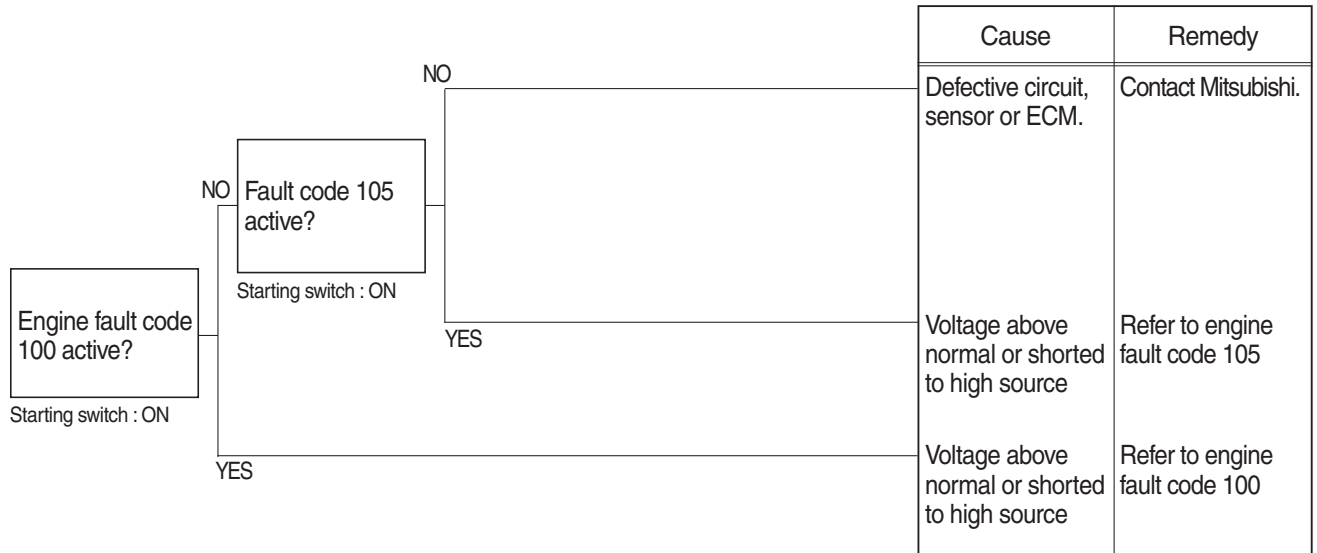 Cause
Remedy
NO
Defective circuit,
sensor or ECM.
Contact Mitsubishi.
NO
Fault code 105
active?
Starting switch : ON
Engine fault code
100 active?
Starting switch : ON
YES
Voltage above
normal or shorted
to high source
Refer to engine
fault code 105
YES
Voltage above
normal or shorted
to high source
Refer to engine
fault code 100